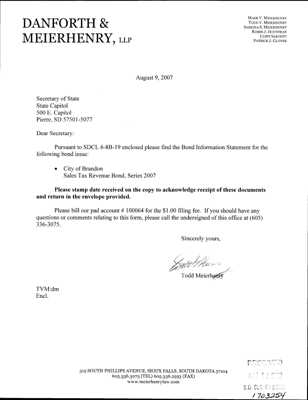 DANFORTH &
MEIERHENRY, LLP
MARK V. MEIERHENRY
TODD V. MEIERHENRY
SABRINA S. MEIERHENRY
ROBIN J. HOUWMAN
CLINT SARGENT
PATRICK J. GLOVER
August 9, 2007
Secretary of State
State Capitol
500 E. Capitol
Pierre, SD 57501-5077
Dear Secretary:
Pursuant to SDCL 6-8B-19 enclosed please find the Bond Information Statement for the
following bond issue:
• City of Brandon
Sales Tax Revenue Bond, Series 2007
Please stamp date received on the copy to acknowledge receipt of these documents
and return in the envelope provided.
Please bill our pad account # 100064 for the $1.00 filing fee. If you should have any
questions or comments relating to this form, please call the undersigned of this office at (605)
336-3075.
Sincerely yours,
Todd Meierhenry
TVM:dm
Encl.
315 SOUTH PHILLIPS AVENUE, SIOUX FALLS, SOUTH DAKOTA 57104
605.336.3075 (TEL) 605.336.2593 (FAX)
www.meierhenrylaw.com
RECEIVED
1703254